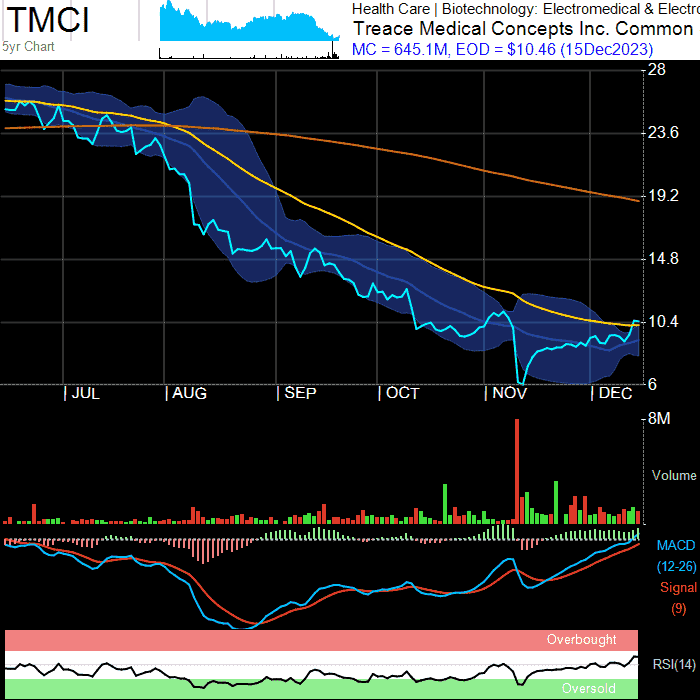 TMCI
5yr Chart
Health Care | Biotechnology: Electromedical & Electro
Treace Medical Concepts Inc. Common
MC = 645.1M, EOD = $10.46 (15Dec2023)
28
23.6
19.2
14.8
10.4
6
| JUL | AUG | SEP | OCT | NOV | DEC
8M
Volume
MACD
(12-26)
Signal
(9)
Overbought
RSI(14)
Oversold